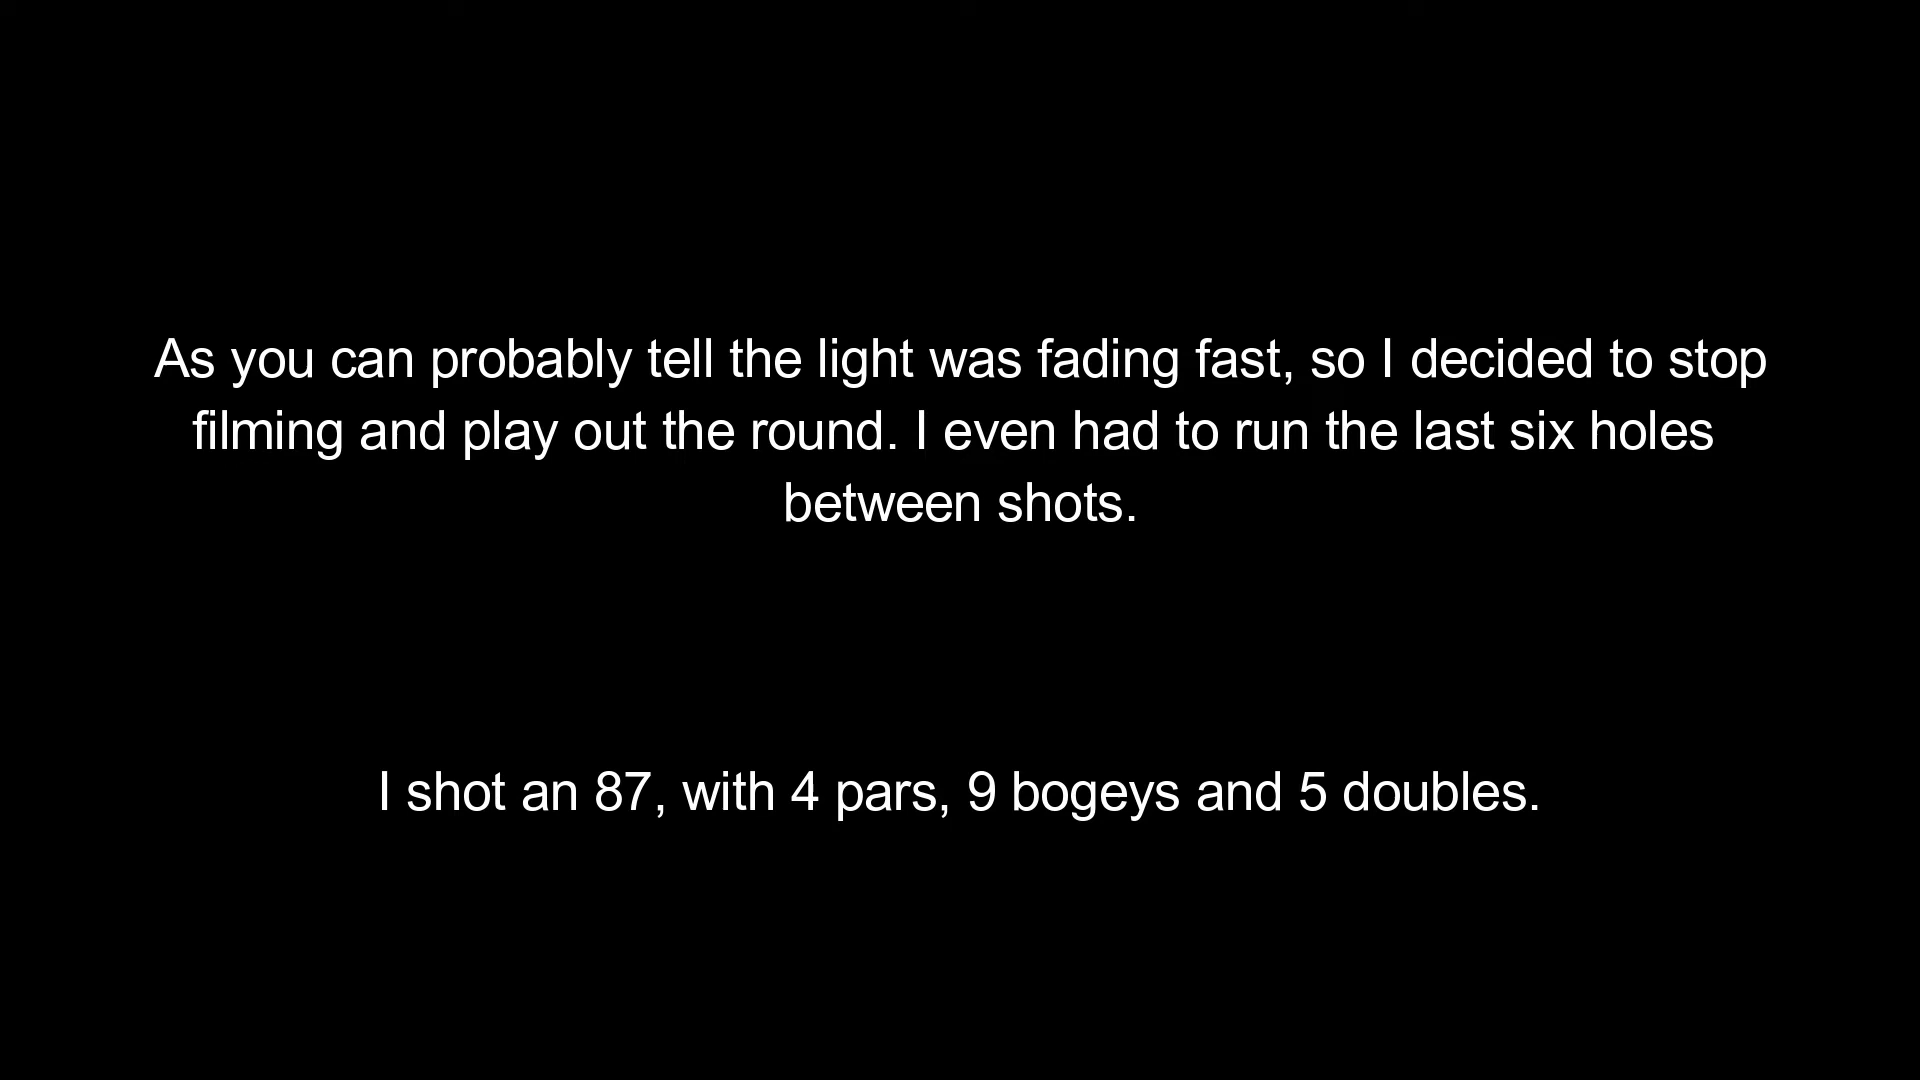 As you can probably tell the light was fading fast, so I decided to stop
filming and play out the round. I even had to run the last six holes
between shots.
I shot an 87, with 4 pars, 9 bogeys and 5 doubles.